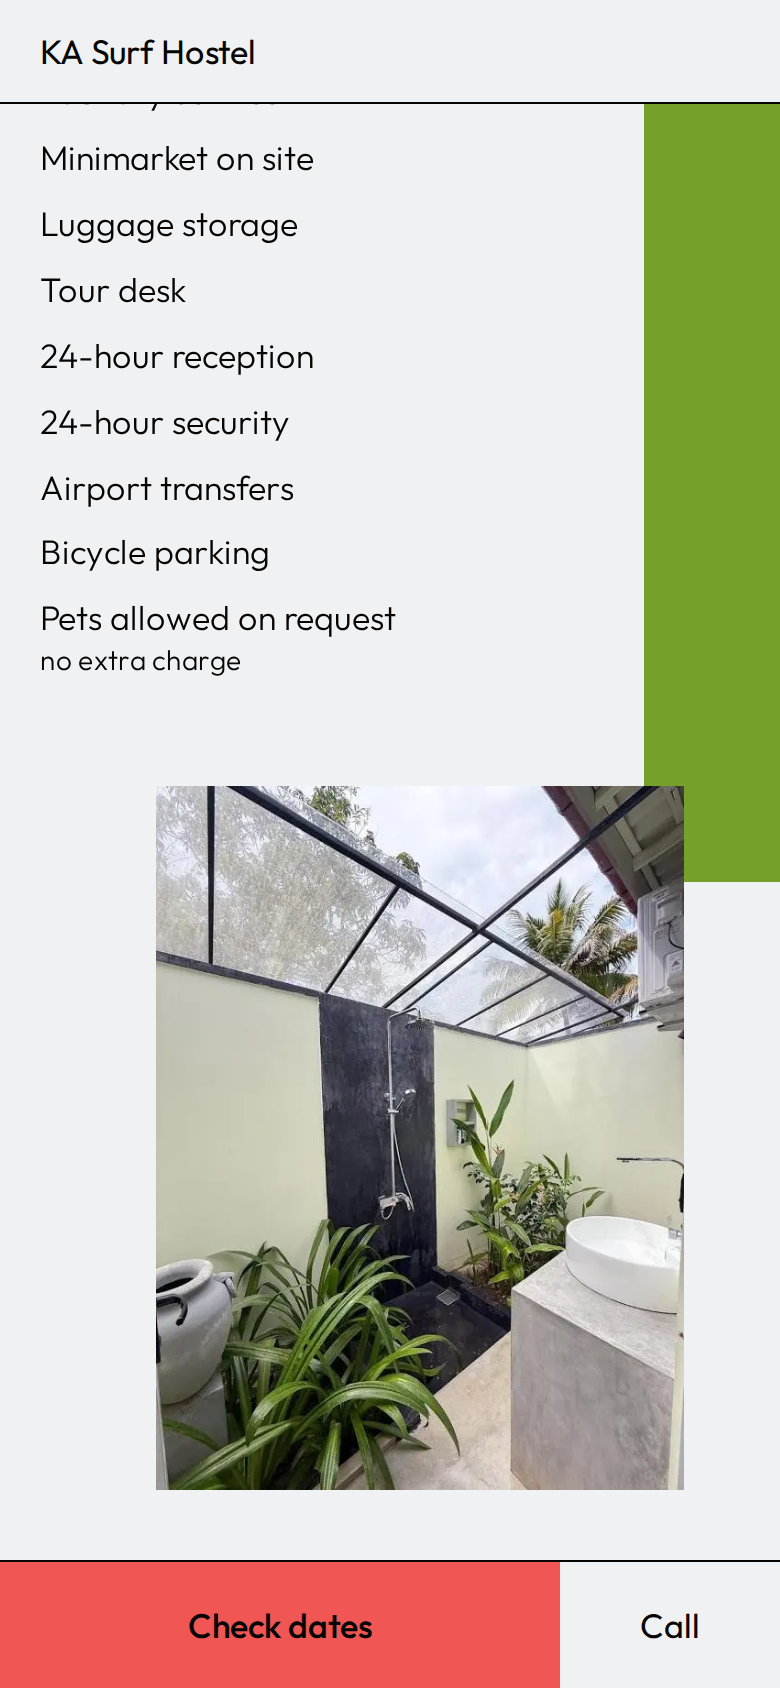 KA Surf Hostel
Minimarket on site
Luggage storage
Tour desk
24-hour reception
24-hour security
Airport transfers
Bicycle parking
Pets allowed on request
no extra charge
Check dates
Call